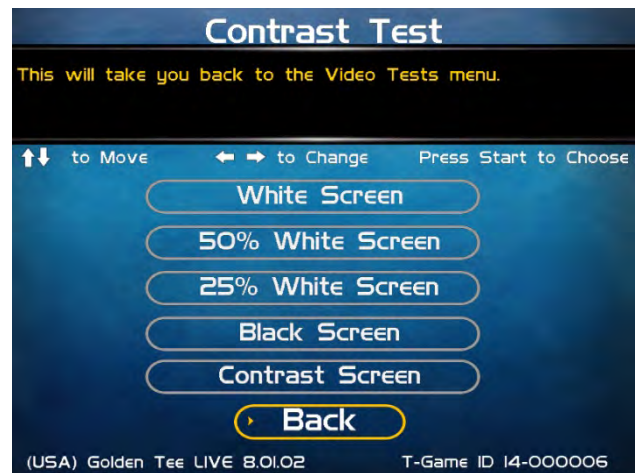 Contrast Test
This will take you back to the Video Tests menu.
to Move to Change Press Start to Choose
White Screen
50% White Screen
25% White Screen
Black Screen
Contrast Screen
Back
(USA) Golden Tee LIVE 8.01.02 T-Game ID 14-000006